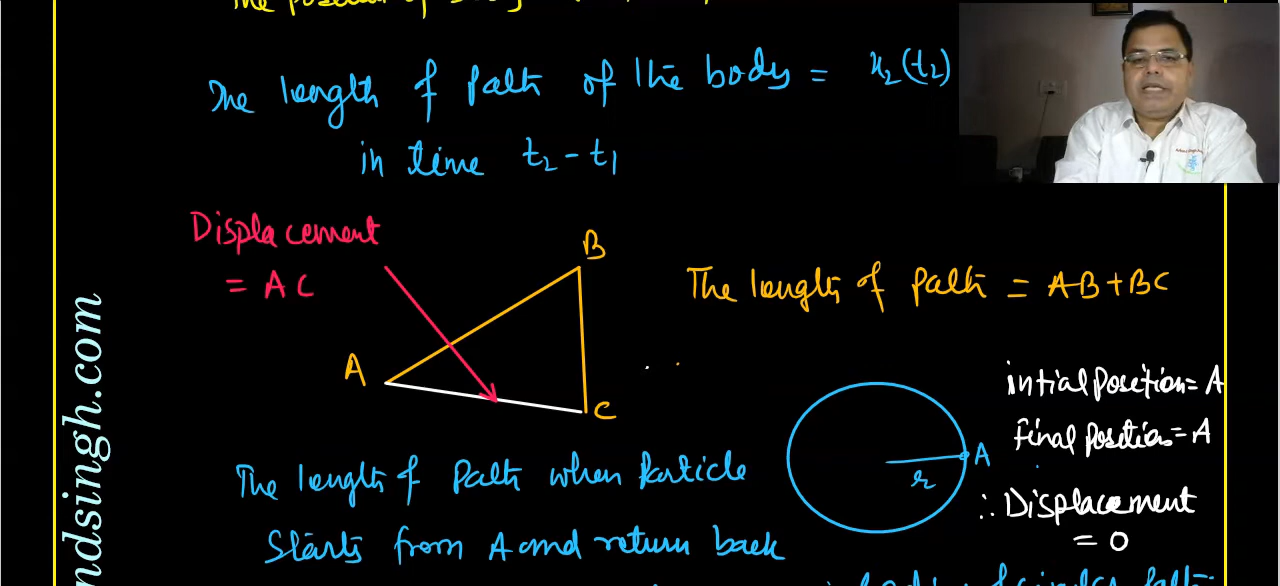 The length of path of the body = x₂(t₂)
in time t₂ - t₁
Displacement
= AC
B
The length of path = AB + BC
A
C
intial position = A
final position = A
A
r
∴ Displacement
= 0
The length of path when particle
starts from A and return back
ndsingh.com